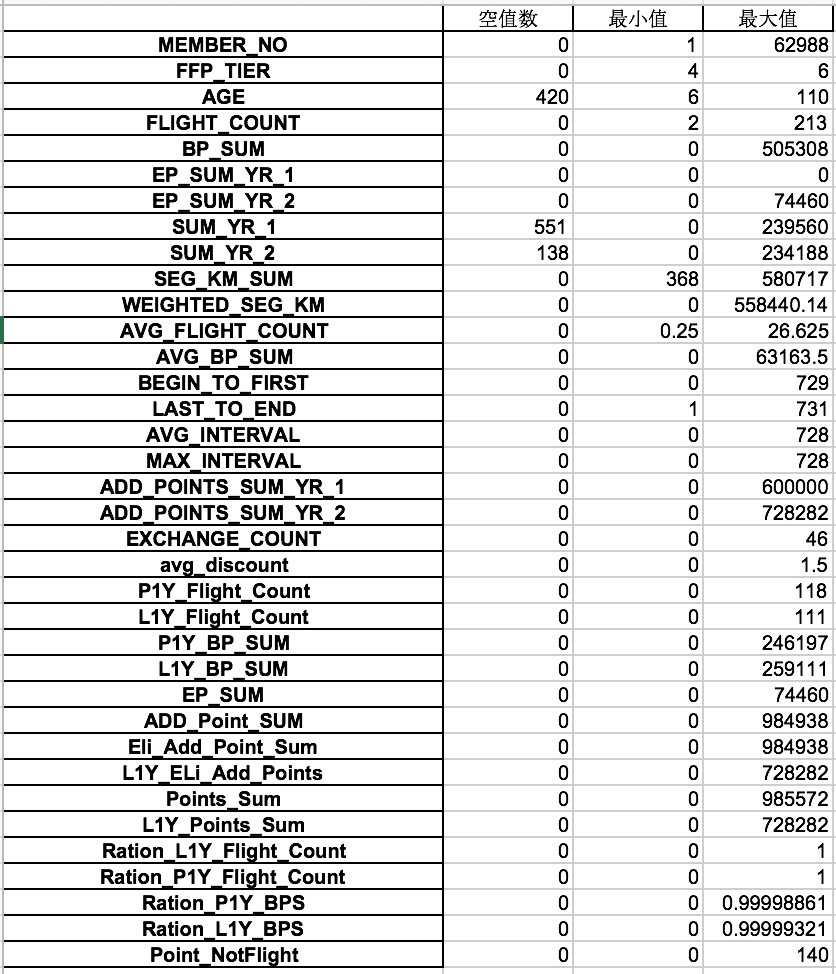 空值数 最小值 最大值
MEMBER_NO 0 1 62988
FFP_TIER 0 4 6
AGE 420 6 110
FLIGHT_COUNT 0 2 213
BP_SUM 0 0 505308
EP_SUM_YR_1 0 0 0
EP_SUM_YR_2 0 0 74460
SUM_YR_1 551 0 239560
SUM_YR_2 138 0 234188
SEG_KM_SUM 0 368 580717
WEIGHTED_SEG_KM 0 0 558440.14
AVG_FLIGHT_COUNT 0 0.25 26.625
AVG_BP_SUM 0 0 63163.5
BEGIN_TO_FIRST 0 0 729
LAST_TO_END 0 1 731
AVG_INTERVAL 0 0 728
MAX_INTERVAL 0 0 728
ADD_POINTS_SUM_YR_1 0 0 600000
ADD_POINTS_SUM_YR_2 0 0 728282
EXCHANGE_COUNT 0 0 46
avg_discount 0 0 1.5
P1Y_Flight_Count 0 0 118
L1Y_Flight_Count 0 0 111
P1Y_BP_SUM 0 0 246197
L1Y_BP_SUM 0 0 259111
EP_SUM 0 0 74460
ADD_Point_SUM 0 0 984938
Eli_Add_Point_Sum 0 0 984938
L1Y_ELi_Add_Points 0 0 728282
Points_Sum 0 0 985572
L1Y_Points_Sum 0 0 728282
Ration_L1Y_Flight_Count 0 0 1
Ration_P1Y_Flight_Count 0 0 1
Ration_P1Y_BPS 0 0 0.99998861
Ration_L1Y_BPS 0 0 0.99999321
Point_NotFlight 0 0 140